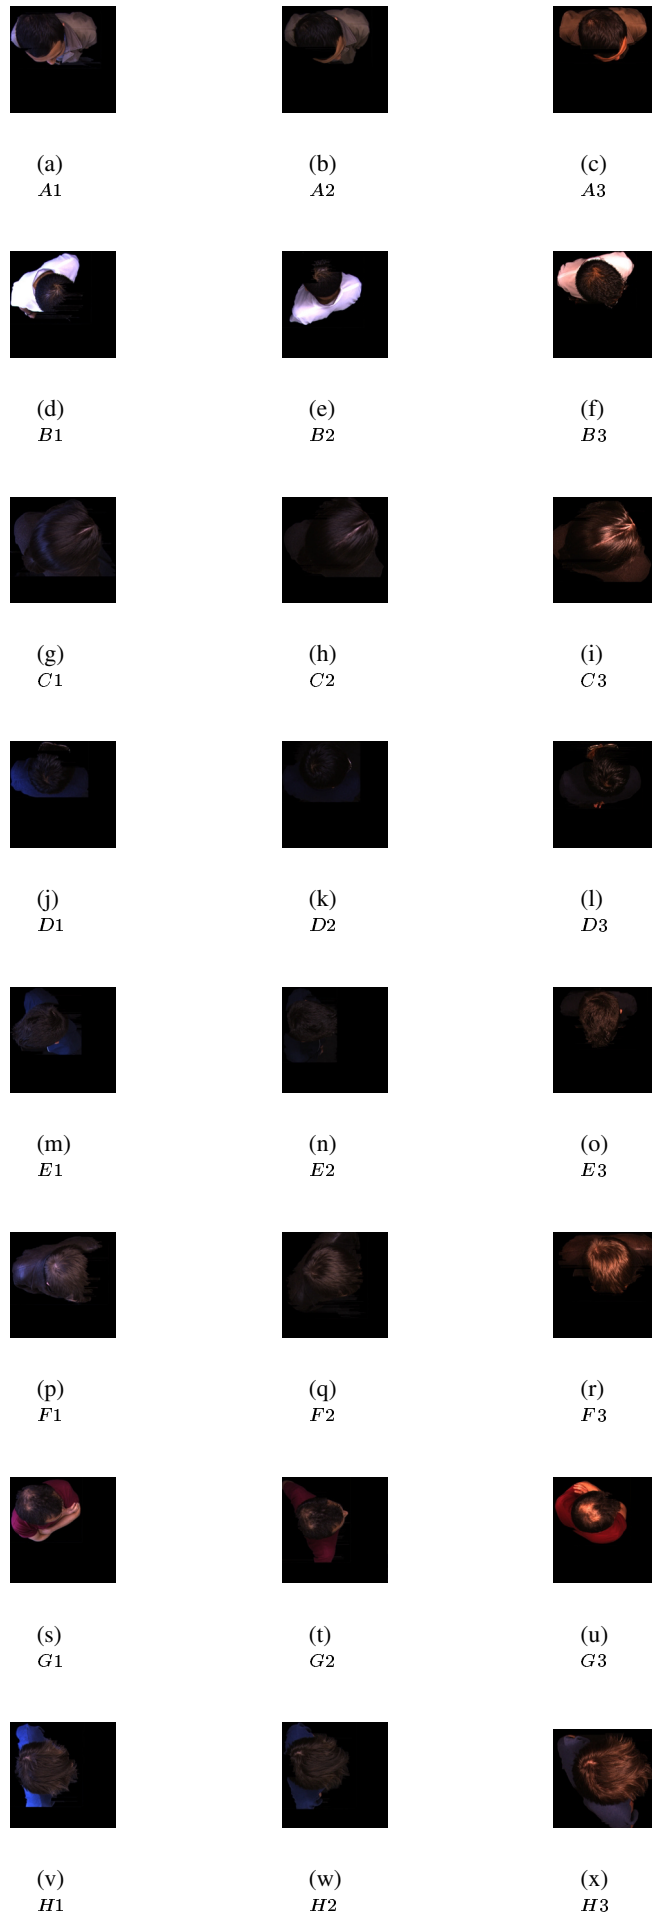 (a) (b) (c)
A1 A2 A3
(d) (e) (f)
B1 B2 B3
(g) (h) (i)
C1 C2 C3
(j) (k) (l)
D1 D2 D3
(m) (n) (o)
E1 E2 E3
(p) (q) (r)
F1 F2 F3
(s) (t) (u)
G1 G2 G3
(v) (w) (x)
H1 H2 H3